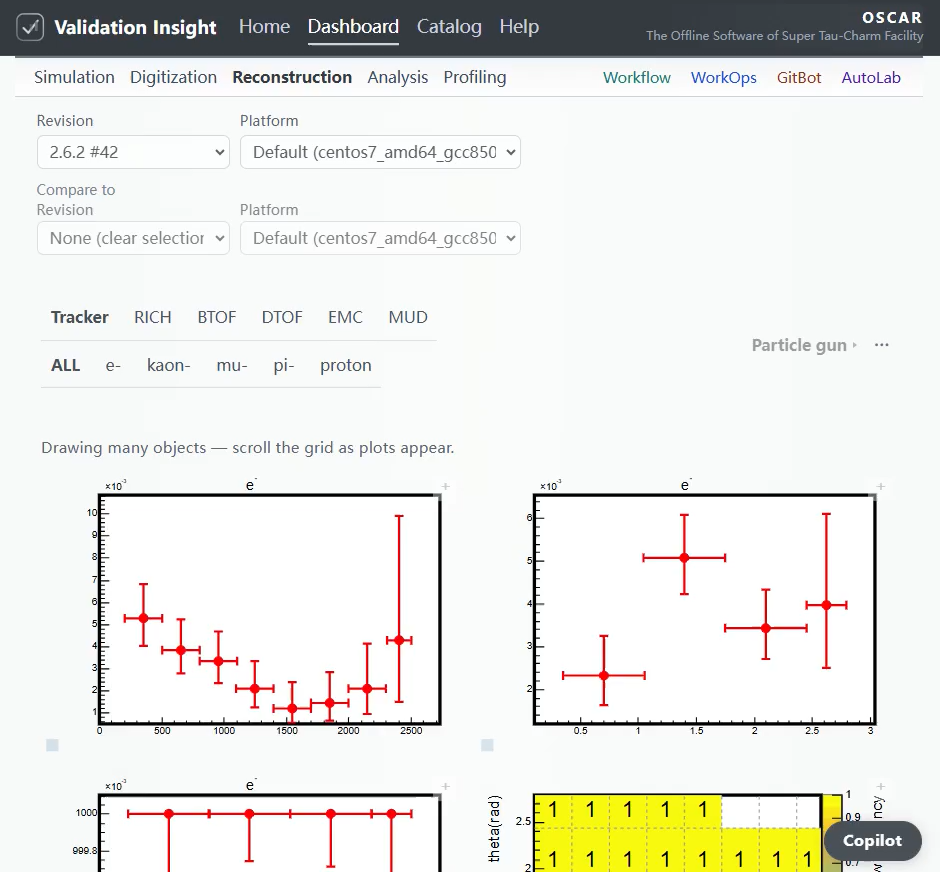 Validation Insight Home Dashboard Catalog Help
OSCAR
The Offline Software of Super Tau-Charm Facility
Simulation Digitization Reconstruction Analysis Profiling Workflow WorkOps GitBot AutoLab
Revision Platform
2.6.2 #42 Default (centos7_amd64_gcc850
Compare to
Revision Platform
None (clear selection Default (centos7_amd64_gcc850
Tracker RICH BTOF DTOF EMC MUD
Particle gun
ALL e- kaon- mu- pi- proton
Drawing many objects — scroll the grid as plots appear.
×10⁻³ e⁻ +
10
9
8
7
6
5
4
3
2
1
0 500 1000 1500 2000 2500
×10⁻³ e⁻ +
6
5
4
3
2
0.5 1 1.5 2 2.5 3
×10⁻³ e⁻ +
1000
999.8
+
theta(rad)
2.5
2
1 1 1 1 1
1 1 1 1 1 1 1 1
1
0.9
0.7
ncy
Copilot